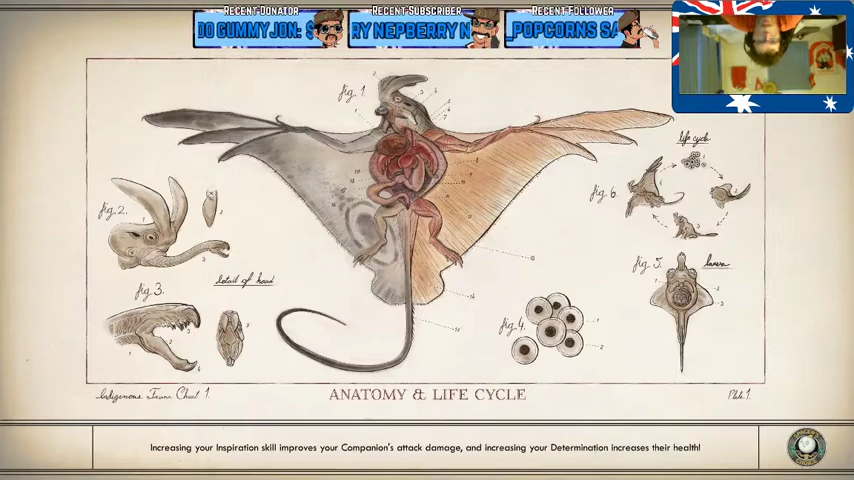 RECENT DONATOR
RECENT SUBSCRIBER
RECENT FOLLOWER
DO GUMMYJON: $
RY NEPBERRY N
_POPCORNS SA
fig. 1.
life cycle
fig. 6.
fig. 2.
detail of head
fig. 3.
fig. 5.
larva
fig. 4.
Indigenous Fauna Chart 1.
ANATOMY & LIFE CYCLE
Plate 1.
Increasing your Inspiration skill improves your Companion's attack damage, and increasing your Determination increases their health!